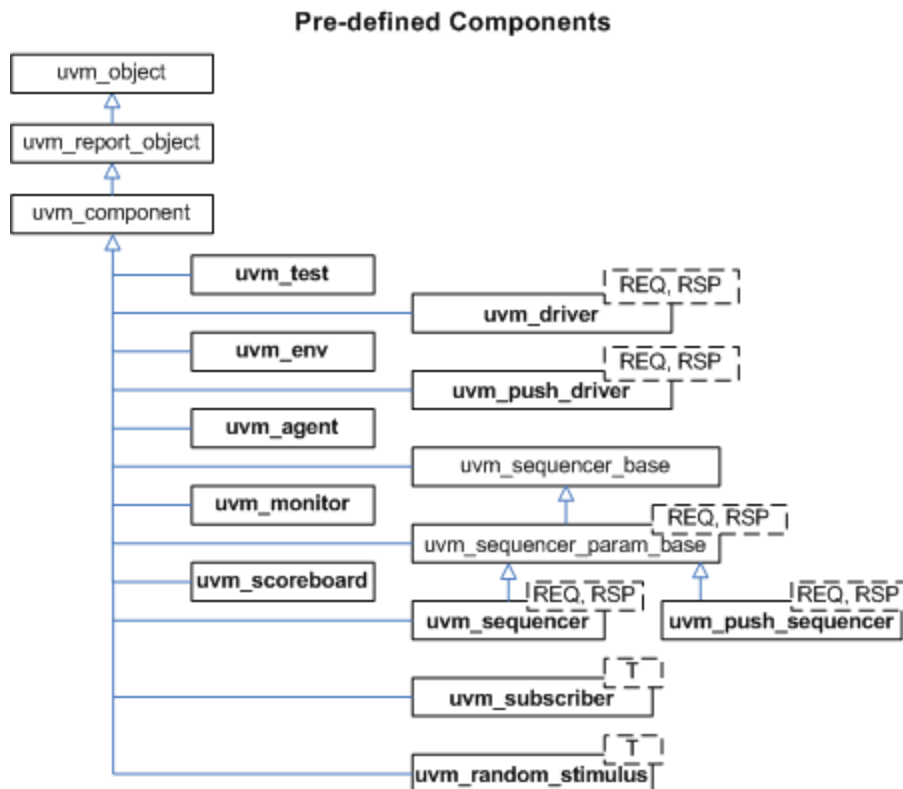 Pre-defined Components
uvm_object
uvm_report_object
uvm_component
uvm_test
REQ, RSP
uvm_driver
uvm_env
REQ, RSP
uvm_push_driver
uvm_agent
uvm_sequencer_base
uvm_monitor
REQ, RSP
uvm_sequencer_param_base
uvm_scoreboard
REQ, RSP
REQ, RSP
uvm_sequencer
uvm_push_sequencer
T
uvm_subscriber
T
uvm_random_stimulus